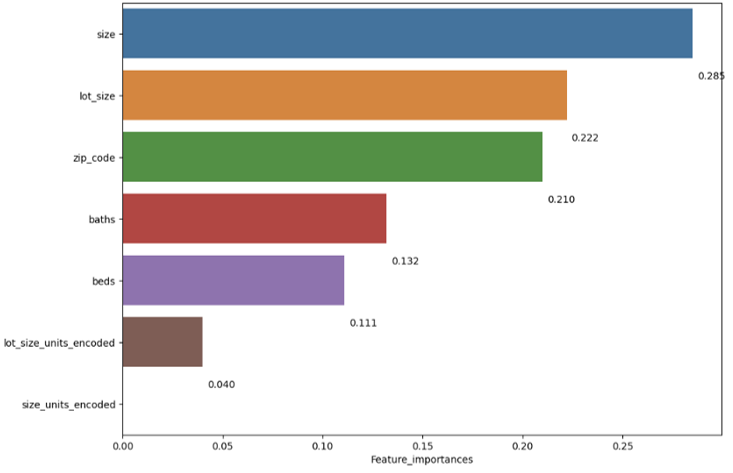 size
0.285
lot_size
0.222
zip_code
0.210
baths
0.132
beds
0.111
lot_size_units_encoded
0.040
size_units_encoded
0.00 0.05 0.10 0.15 0.20 0.25
Feature_importances